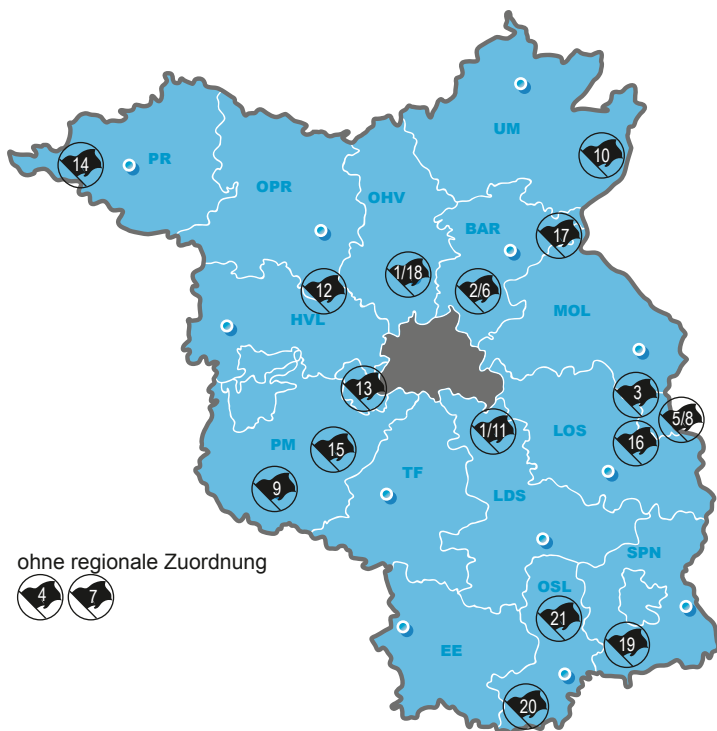 UM
PR
14
10
OPR
OHV
BAR
17
1/18
12
2/6
HVL
MOL
13
3
5/8
1/11
LOS
16
PM
15
TF
9
LDS
ohne regionale Zuordnung
SPN
4
7
OSL
21
EE
19
20